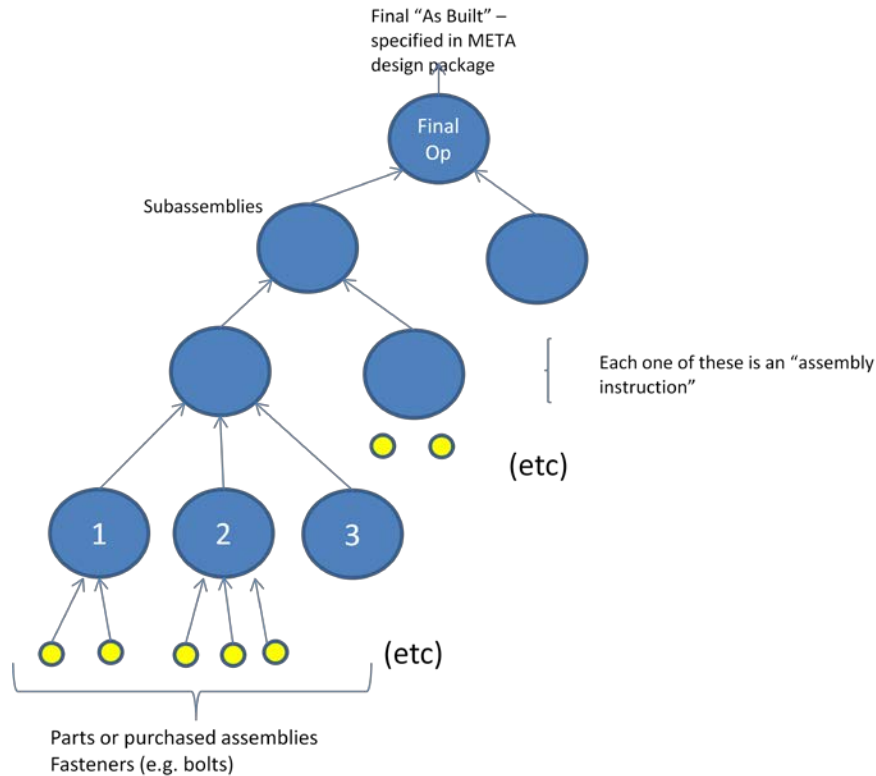 Final “As Built” –
specified in META
design package
Final
Op
Subassemblies
Each one of these is an “assembly
instruction”
(etc)
1
2
3
(etc)
Parts or purchased assemblies
Fasteners (e.g. bolts)